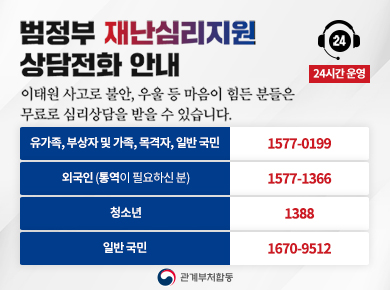 범정부 재난심리지원
상담전화 안내
24
24시간 운영
이태원 사고로 불안, 우울 등 마음이 힘든 분들은
무료로 심리상담을 받을 수 있습니다.
유가족, 부상자 및 가족, 목격자, 일반 국민 1577-0199
외국인 (통역이 필요하신 분) 1577-1366
청소년 1388
일반 국민 1670-9512
관계부처합동